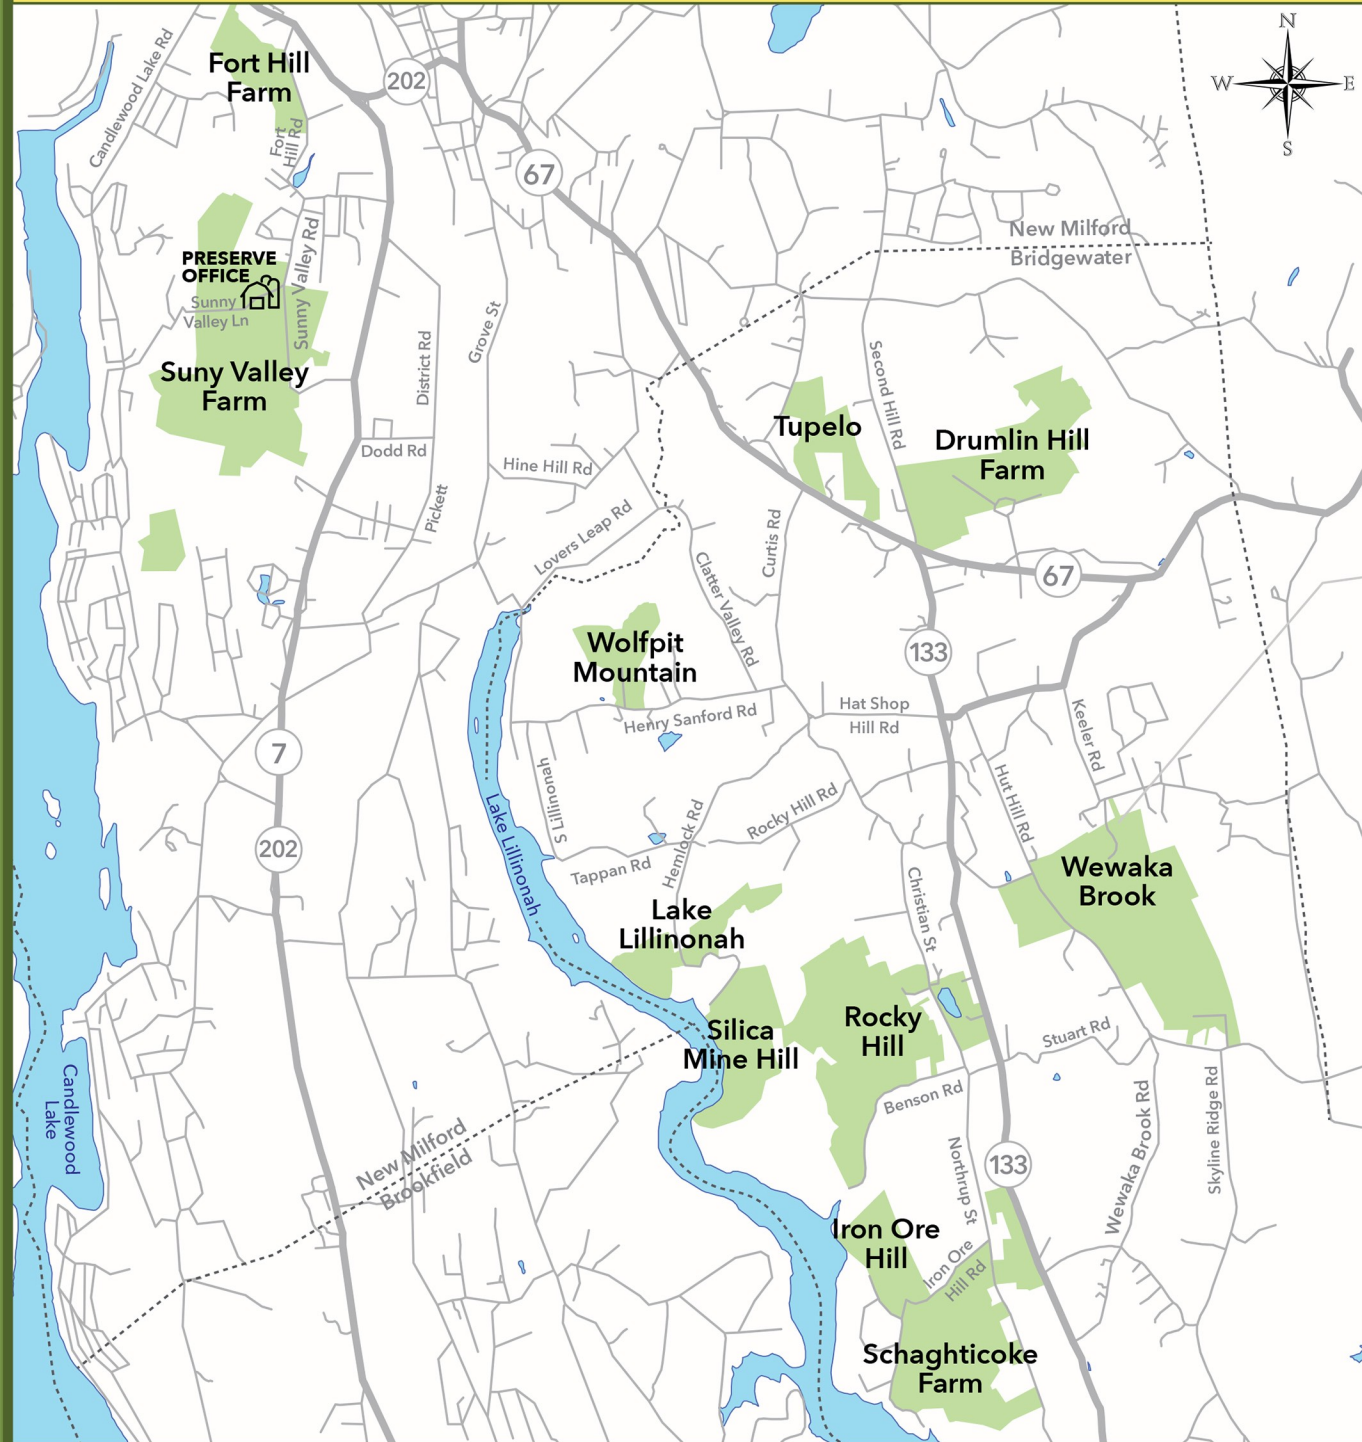 N
W
E
S
Candlewood Lake Rd
Fort Hill
Farm
202
Fort
Hill Rd
67
New Milford
Bridgewater
PRESERVE
OFFICE
Sunny
Valley Ln
Sunny Valley Rd
Suny Valley
Farm
District Rd
Grove St
Second Hill Rd
Tupelo
Drumlin Hill
Farm
Dodd Rd
Hine Hill Rd
Pickett
Lovers Leap Rd
Curtis Rd
Clatter Valley Rd
67
Wolfpit
Mountain
133
Henry Sanford Rd
Hat Shop
Hill Rd
Keeler Rd
7
S Lillinonah
Hut Hill Rd
Lake Lillinonah
Rocky Hill Rd
Hemlock Rd
202
Tappan Rd
Wewaka
Brook
Christian St
Lake
Lillinonah
Silica
Mine Hill
Rocky
Hill
Stuart Rd
Candlewood
Lake
Benson Rd
New Milford
Brookfield
Northrup St
133
Wewaka Brook Rd
Skyline Ridge Rd
Iron Ore
Hill
Iron Ore
Hill Rd
Schaghticoke
Farm